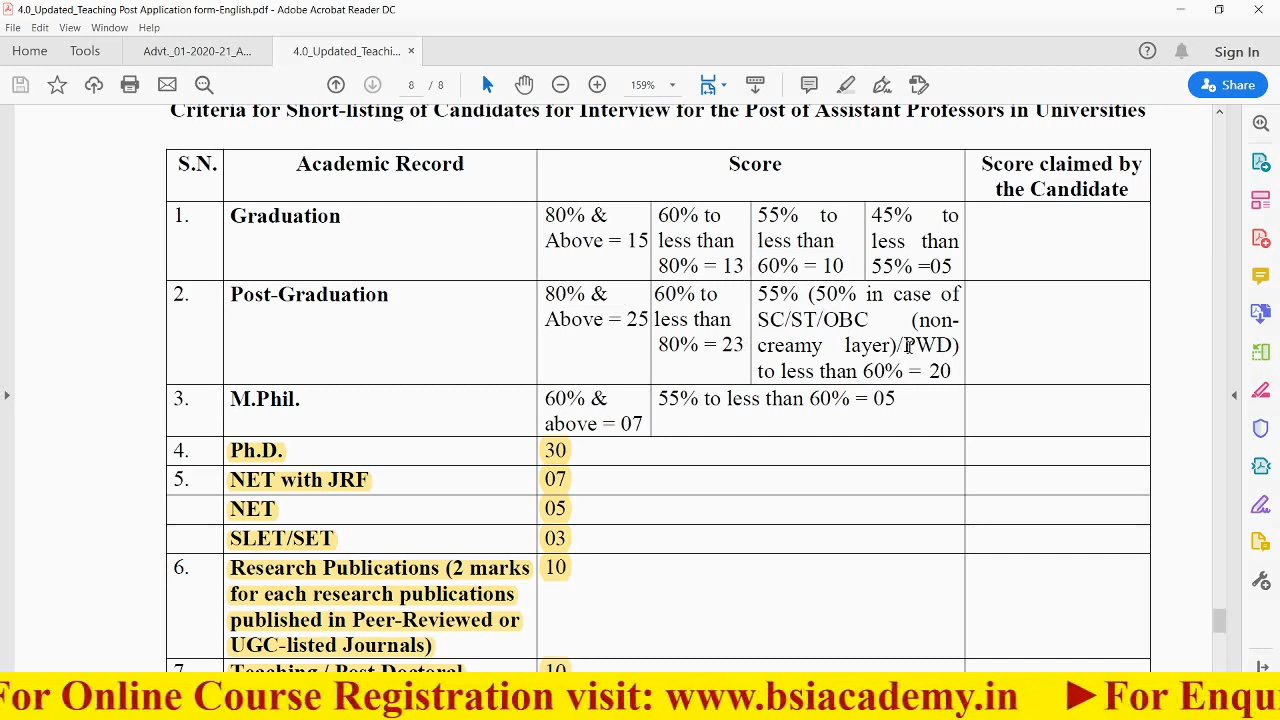 4.0_Updated_Teaching Post Application form-English.pdf - Adobe Acrobat Reader DC
File Edit View Window Help
Home Tools Advt._01-2020-21_A... 4.0_Updated_Teachi... × Sign In
8 / 8 159% Share
Criteria for Short-listing of Candidates for Interview for the Post of Assistant Professors in Universities
S.N. Academic Record Score Score claimed by
the Candidate
1. Graduation 80% & 60% to 55% to 45% to
Above = 15 less than less than less than
80% = 13 60% = 10 55% =05
2. Post-Graduation 80% & 60% to 55% (50% in case of
Above = 25 less than SC/ST/OBC (non-
80% = 23 creamy layer)/PWD)
to less than 60% = 20
3. M.Phil. 60% & 55% to less than 60% = 05
above = 07
4. Ph.D. 30
5. NET with JRF 07
NET 05
SLET/SET 03
6. Research Publications (2 marks 10
for each research publications
published in Peer-Reviewed or
UGC-listed Journals)
7. Teaching / Post Doctoral 10
For Online Course Registration visit: www.bsiacademy.in ►For Enqu